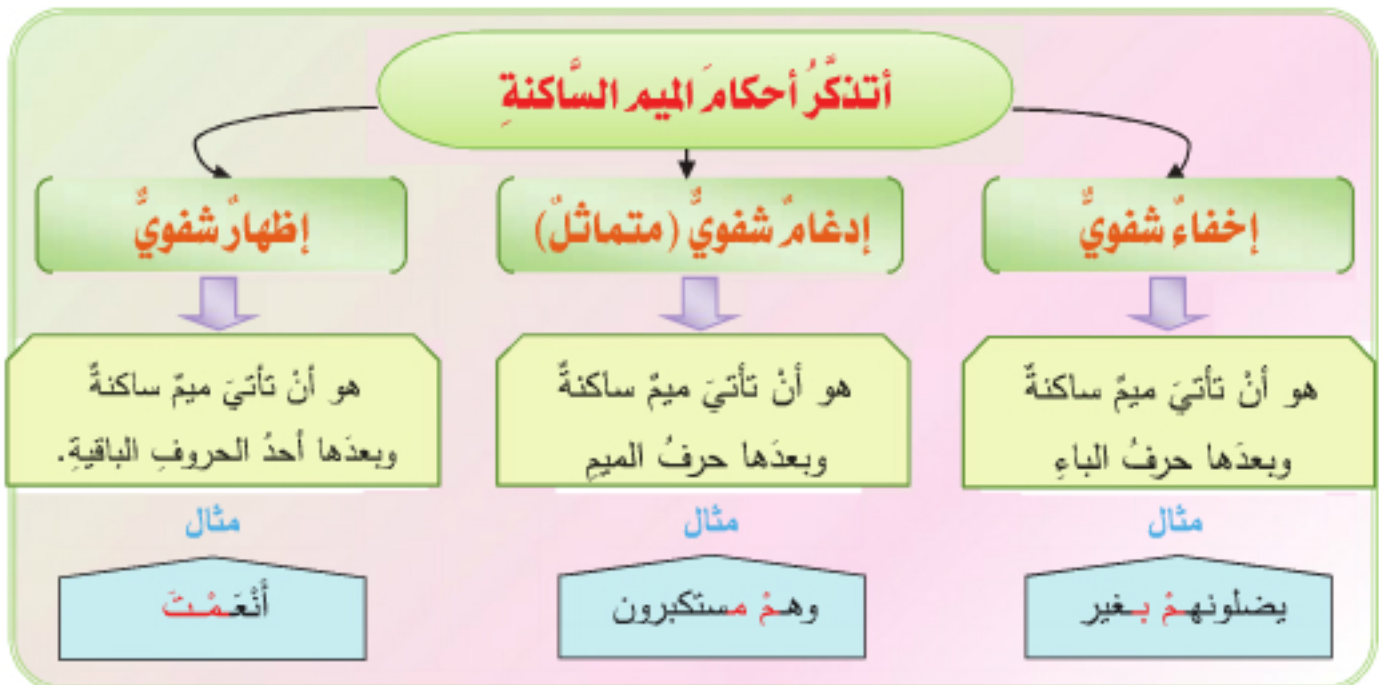 أتذكَّرُ أحكامَ الميم السَّاكنةِ
إخفاءٌ شفويٌّ
هو أنْ تأتيَ ميمٌ ساكنةٌ
وبعدَها حرفُ الباءِ
مثال
يضلونهمْ بغير
إدغامٌ شفويٌّ (متماثلٌ)
هو أنْ تأتيَ ميمٌ ساكنةٌ
وبعدَها حرفُ الميمِ
مثال
وهمْ مستكبرون
إظهارٌ شفويٌّ
هو أنْ تأتيَ ميمٌ ساكنةٌ
وبعدَها أحدُ الحروفِ الباقيةِ.
مثال
أَنْعَمْتَ